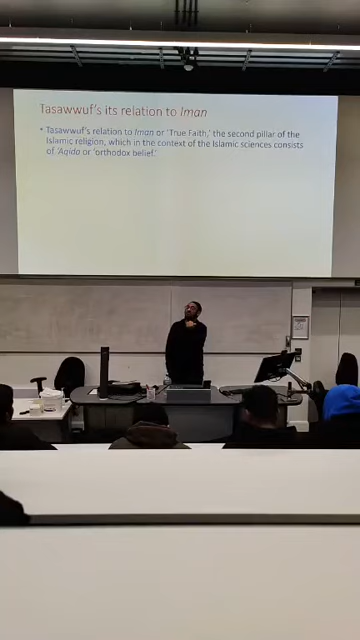 Tasawwuf's its relation to Iman
• Tasawwuf's relation to Iman or 'True Faith,' the second pillar of the
Islamic religion, which in the context of the Islamic sciences consists
of 'Aqida or 'orthodox belief.'